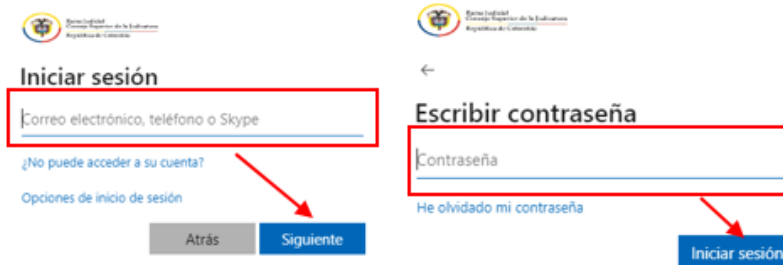 Rama Judicial
Consejo Superior de la Judicatura
República de Colombia
Iniciar sesión
Correo electrónico, teléfono o Skype
¿No puede acceder a su cuenta?
Opciones de inicio de sesión
Atrás
Siguiente
Rama Judicial
Consejo Superior de la Judicatura
República de Colombia
←
Escribir contraseña
Contraseña
He olvidado mi contraseña
Iniciar sesión